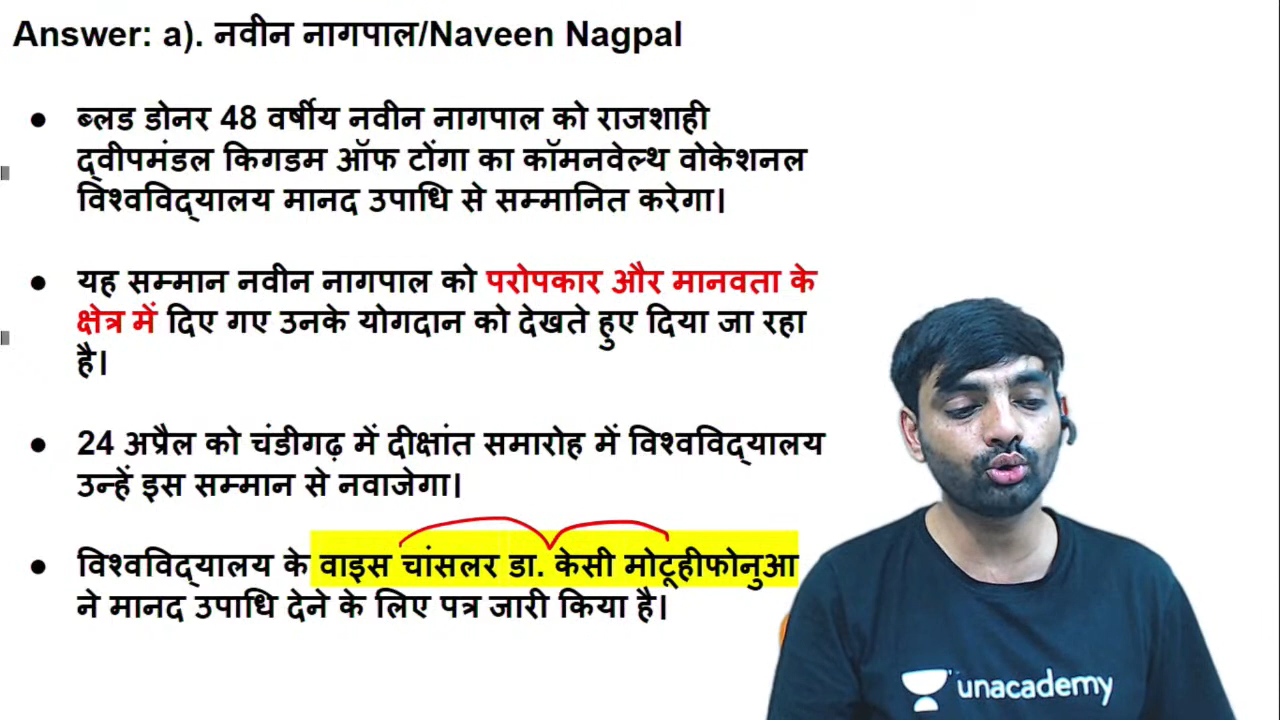 Answer: a). नवीन नागपाल/Naveen Nagpal
● ब्लड डोनर 48 वर्षीय नवीन नागपाल को राजशाही
द्वीपमंडल किगडम ऑफ टोंगा का कॉमनवेल्थ वोकेशनल
विश्वविद्यालय मानद उपाधि से सम्मानित करेगा।
● यह सम्मान नवीन नागपाल को परोपकार और मानवता के
क्षेत्र में दिए गए उनके योगदान को देखते हुए दिया जा रहा
है।
● 24 अप्रैल को चंडीगढ़ में दीक्षांत समारोह में विश्वविद्यालय
उन्हें इस सम्मान से नवाजेगा।
● विश्वविद्यालय के वाइस चांसलर डा. केसी मोटूहीफोनुआ
ने मानद उपाधि देने के लिए पत्र जारी किया है।
unacademy